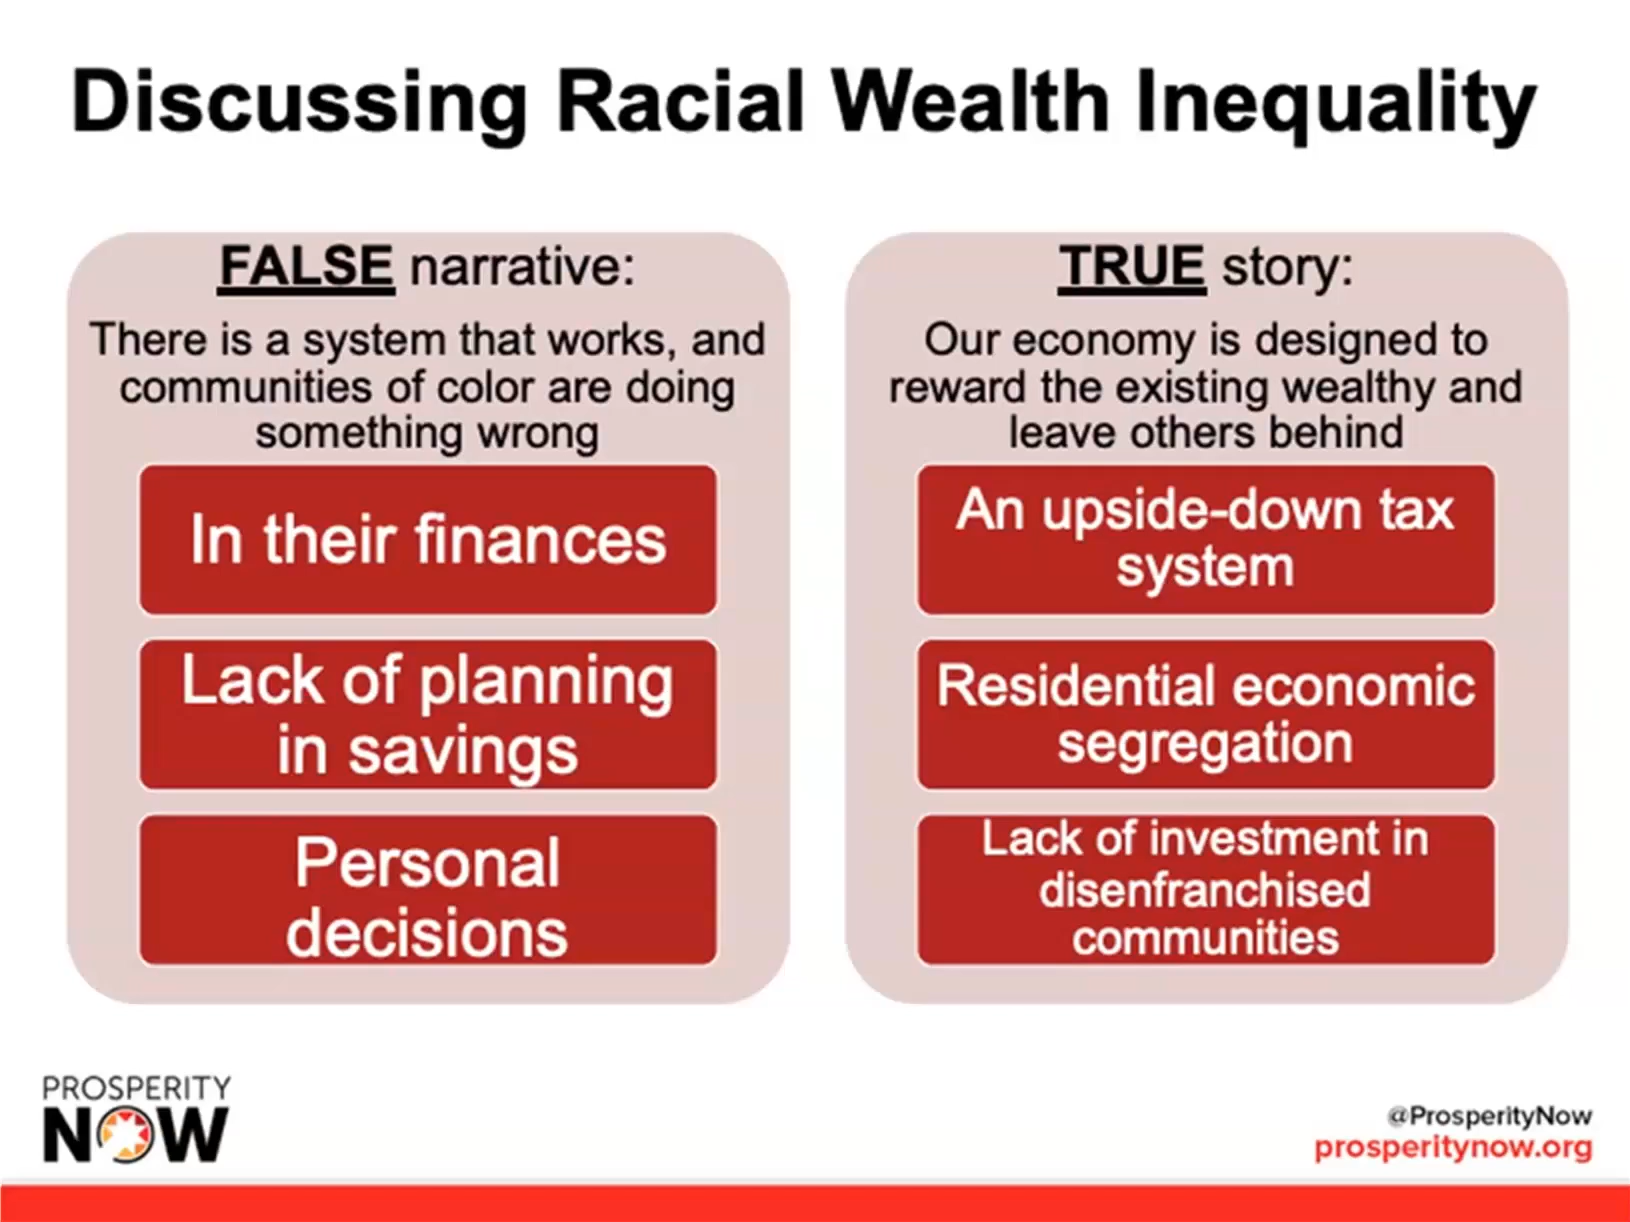 Discussing Racial Wealth Inequality
FALSE narrative:
There is a system that works, and
communities of color are doing
something wrong
In their finances
Lack of planning
in savings
Personal
decisions
TRUE story:
Our economy is designed to
reward the existing wealthy and
leave others behind
An upside-down tax
system
Residential economic
segregation
Lack of investment in
disenfranchised
communities
PROSPERITY
NOW
@ProsperityNow
prosperitynow.org